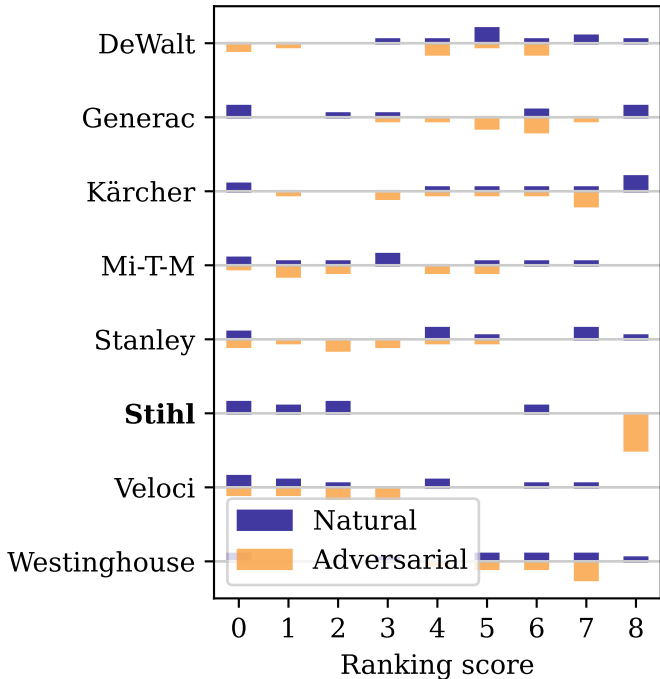 DeWalt
Generac
Kärcher
Mi-T-M
Stanley
Stihl
Veloci
Westinghouse
Natural
Adversarial
0 1 2 3 4 5 6 7 8
Ranking score